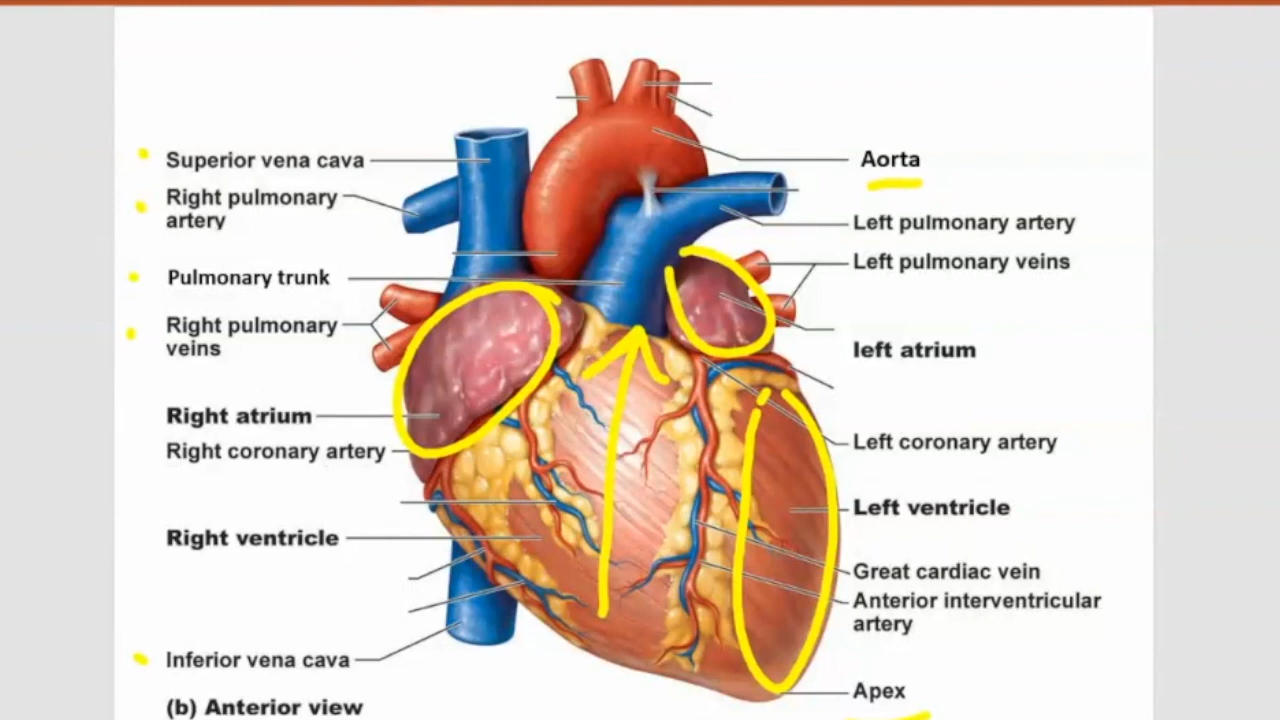 Superior vena cava
Right pulmonary
artery
Pulmonary trunk
Right pulmonary
veins
Right atrium
Right coronary artery
Right ventricle
Inferior vena cava
(b) Anterior view
Aorta
Left pulmonary artery
Left pulmonary veins
left atrium
Left coronary artery
Left ventricle
Great cardiac vein
Anterior interventricular
artery
Apex